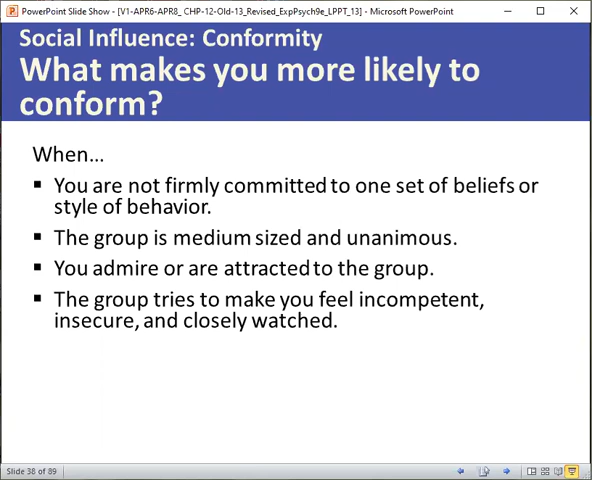 PowerPoint Slide Show - [V1-APR6-APR8_ CHP-12-Old-13_Revised_ExpPsych9e_LPPT_13] - Microsoft PowerPoint
Social Influence: Conformity
What makes you more likely to
conform?
When...
▪ You are not firmly committed to one set of beliefs or
style of behavior.
▪ The group is medium sized and unanimous.
▪ You admire or are attracted to the group.
▪ The group tries to make you feel incompetent,
insecure, and closely watched.
Slide 38 of 89